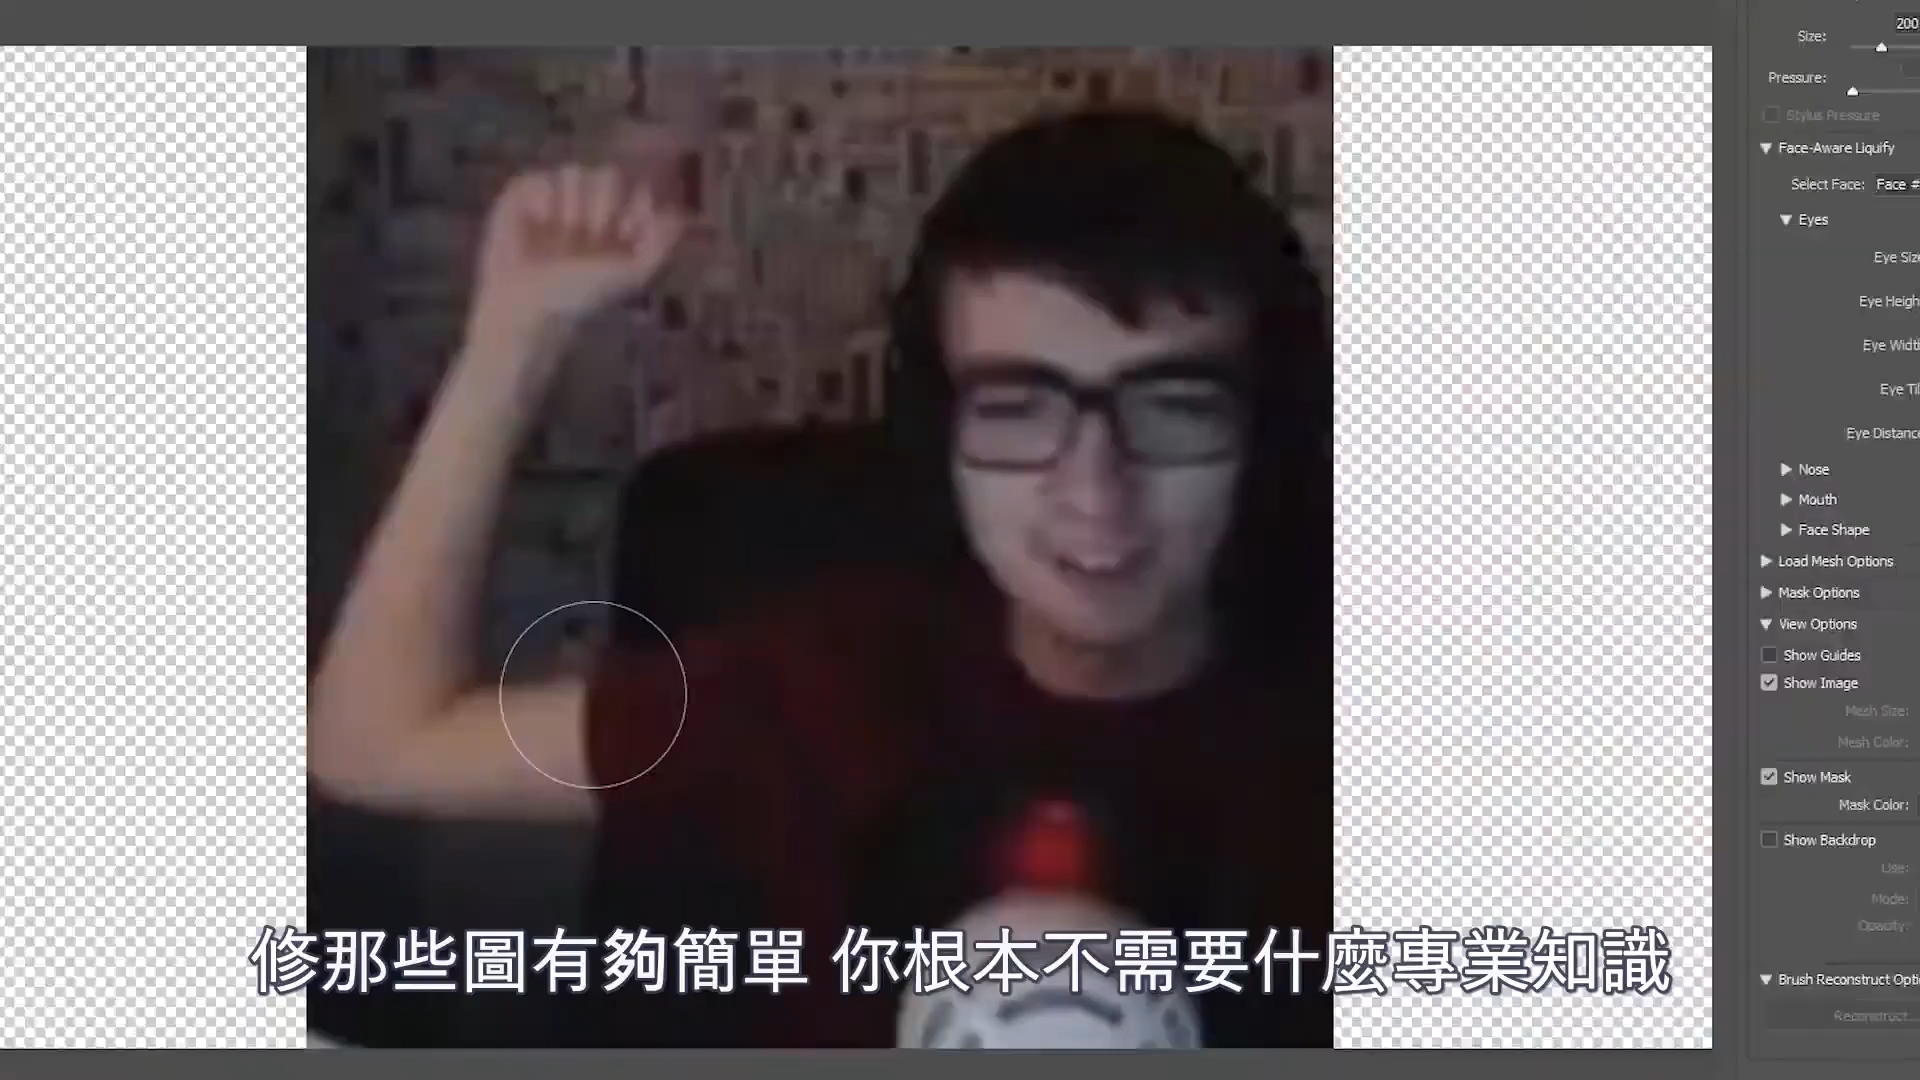 200
Size:
Pressure:
Stylus Pressure
Face-Aware Liquify
Select Face: Face #
Eyes
Eye Size
Eye Heigh
Eye Widt
Eye Til
Eye Distance
Nose
Mouth
Face Shape
Load Mesh Options
Mask Options
View Options
Show Guides
Show Image
Mesh Size:
Mesh Color:
Show Mask
Mask Color:
Show Backdrop
Use:
Mode:
Opacity:
修那些圖有夠簡單 你根本不需要什麼專業知識
Brush Reconstruct Opti
Reconstruct...